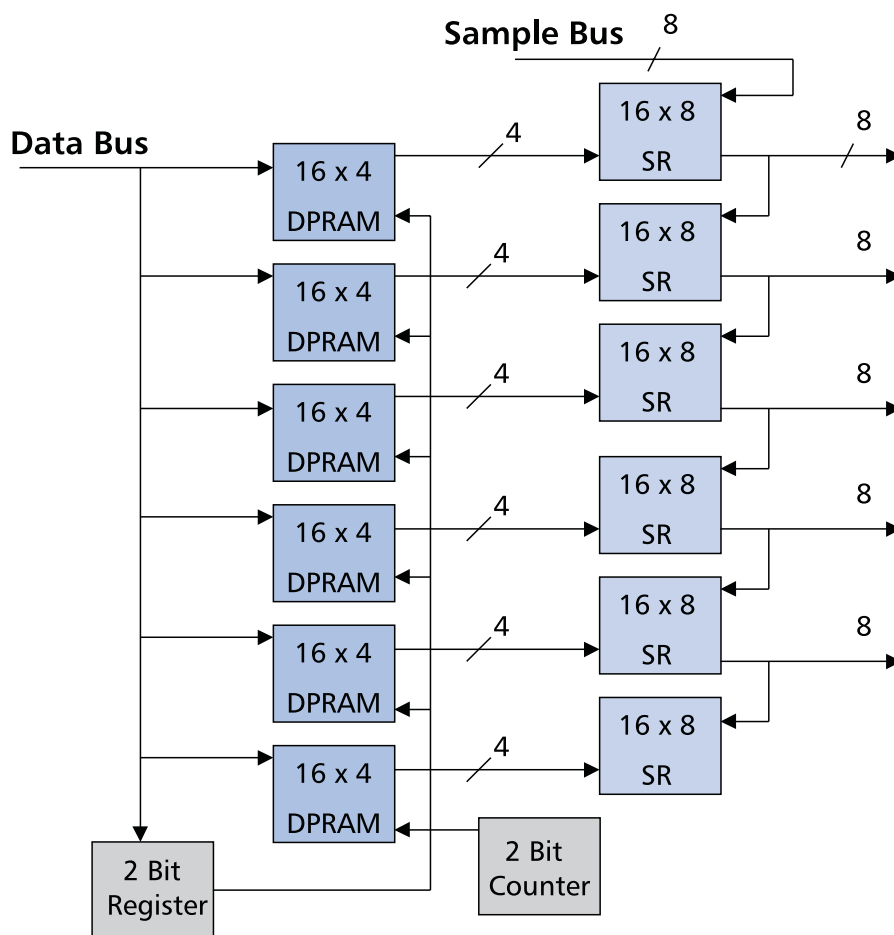 Sample Bus
8
Data Bus
16 x 4
DPRAM
4
16 x 8
SR
8
16 x 4
DPRAM
4
16 x 8
SR
8
16 x 4
DPRAM
4
16 x 8
SR
8
16 x 4
DPRAM
4
16 x 8
SR
8
16 x 4
DPRAM
4
16 x 8
SR
8
16 x 4
DPRAM
4
16 x 8
SR
2 Bit
Register
2 Bit
Counter